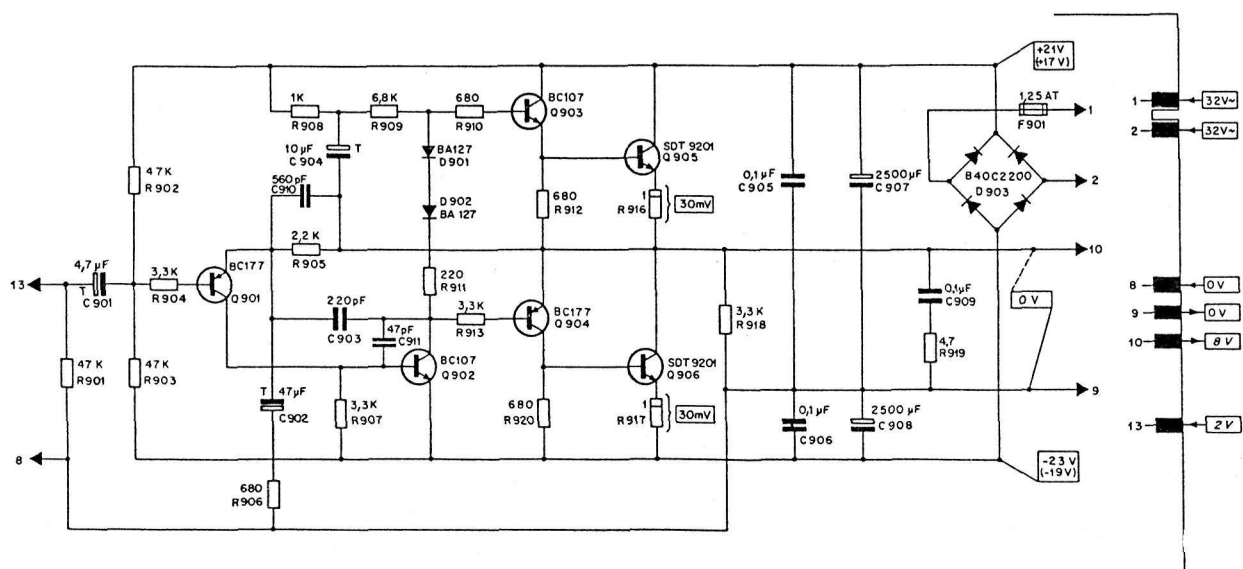 +21V
(+17V)
1K
R908
6,8K
R909
680
R910
BC107
Q903
1,25 AT
F901
1
1
32V~
2
32V~
10µF
C904
T
BA127
D901
SDT 9201
Q905
47K
R902
560pF
C910
D902
BA 127
680
R912
1
R916
30mV
0,1µF
C905
2500µF
C907
B40C2200
D903
2
2,2K
R905
10
4,7µF
T
C901
13
3,3K
R904
BC177
Q901
220
R911
220pF
C903
47pF
C911
3,3K
R913
BC177
Q904
3,3K
R918
0,1µF
C909
0V
8
0V
9
0V
10
8V
47K
R901
47K
R903
BC107
Q902
SDT 9201
Q906
4,7
R919
9
T
47µF
C902
3,3K
R907
680
R920
1
R917
30mV
0,1µF
C906
2500µF
C908
13
2V
8
-23V
(-19V)
680
R906